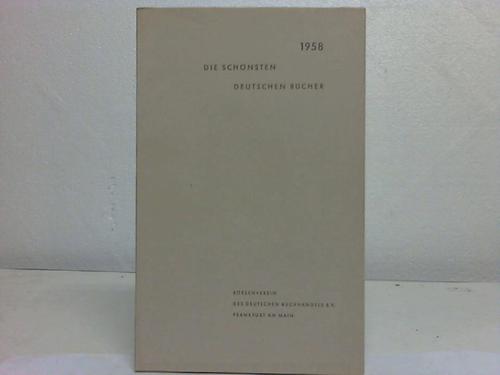 1958
DIE SCHÖNSTEN
DEUTSCHEN BÜCHER
BÖRSENVEREIN
DES DEUTSCHEN BUCHHANDELS E.V.
FRANKFURT AM MAIN